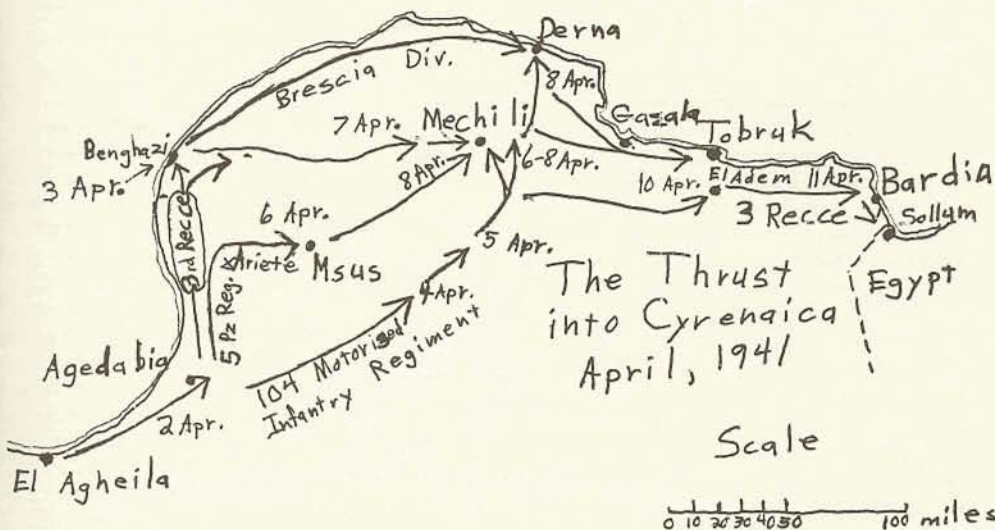 Derna
Brescia Div.
8 Apr.
Gazala
Tobruk
7 Apr.
Mechili
Benghazi
3 Apr.
8 Apr.
6-8 Apr.
10 Apr.
El Adem
11 Apr.
Bardia
3 Recce
Sollum
3rd Recce
6 Apr.
&Ariete
Msus
5 Pz Reg.
5 Apr.
4 Apr.
Egypt
The Thrust
into Cyrenaica
April, 1941
Agedabia
104 Motorised
Infantry Regiment
2 Apr.
El Agheila
Scale
0 10 20 30 40 50 100 miles